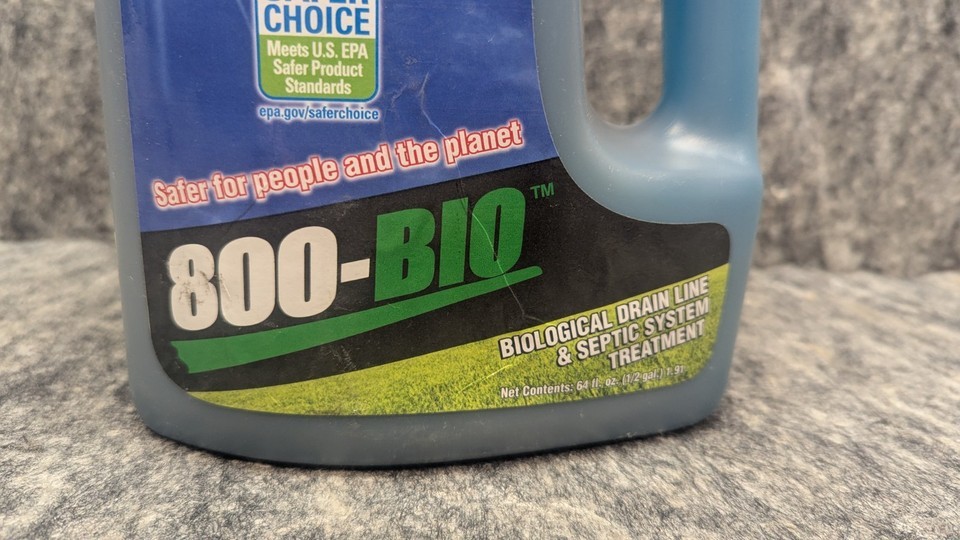 SAFER
CHOICE
Meets U.S. EPA
Safer Product
Standards
epa.gov/saferchoice
Safer for people and the planet
800-BIO™
BIOLOGICAL DRAIN LINE
& SEPTIC SYSTEM
TREATMENT
Net Contents: 64 fl. oz. (1/2 gal.) 1.9